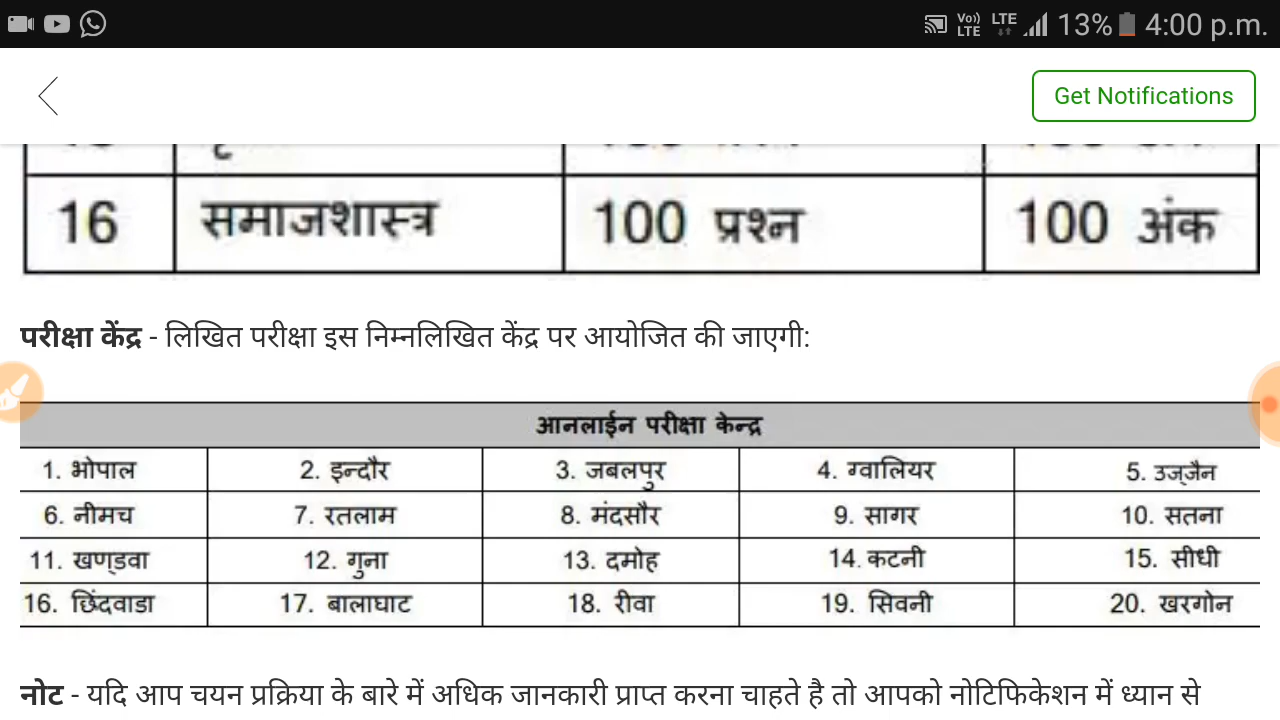 Vo)) LTE LTE 13% 4:00 p.m.
Get Notifications
16 समाजशास्त्र 100 प्रश्न 100 अंक
परीक्षा केंद्र - लिखित परीक्षा इस निम्नलिखित केंद्र पर आयोजित की जाएगी:
आनलाईन परीक्षा केन्द्र
1. भोपाल 2. इन्दौर 3. जबलपुर 4. ग्वालियर 5. उज्जैन
6. नीमच 7. रतलाम 8. मंदसौर 9. सागर 10. सतना
11. खण्डवा 12. गुना 13. दमोह 14. कटनी 15. सीधी
16. छिंदवाडा 17. बालाघाट 18. रीवा 19. सिवनी 20. खरगोन
नोट - यदि आप चयन प्रक्रिया के बारे में अधिक जानकारी प्राप्त करना चाहते है तो आपको नोटिफिकेशन में ध्यान से